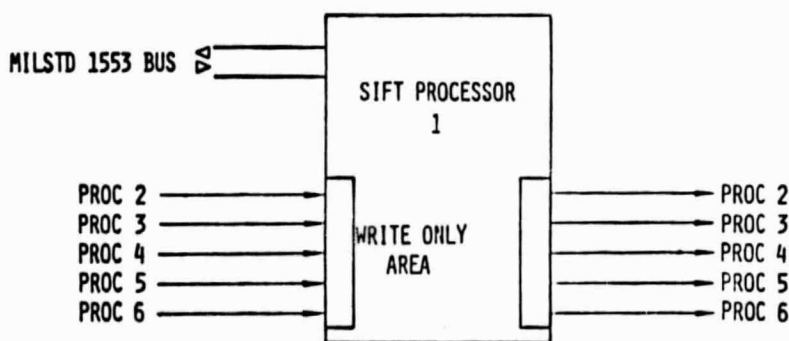 MILSTD 1553 BUS
SIFT PROCESSOR
1
PROC 2
PROC 3
PROC 4
PROC 5
PROC 6
WRITE ONLY
AREA
PROC 2
PROC 3
PROC 4
PROC 5
PROC 6